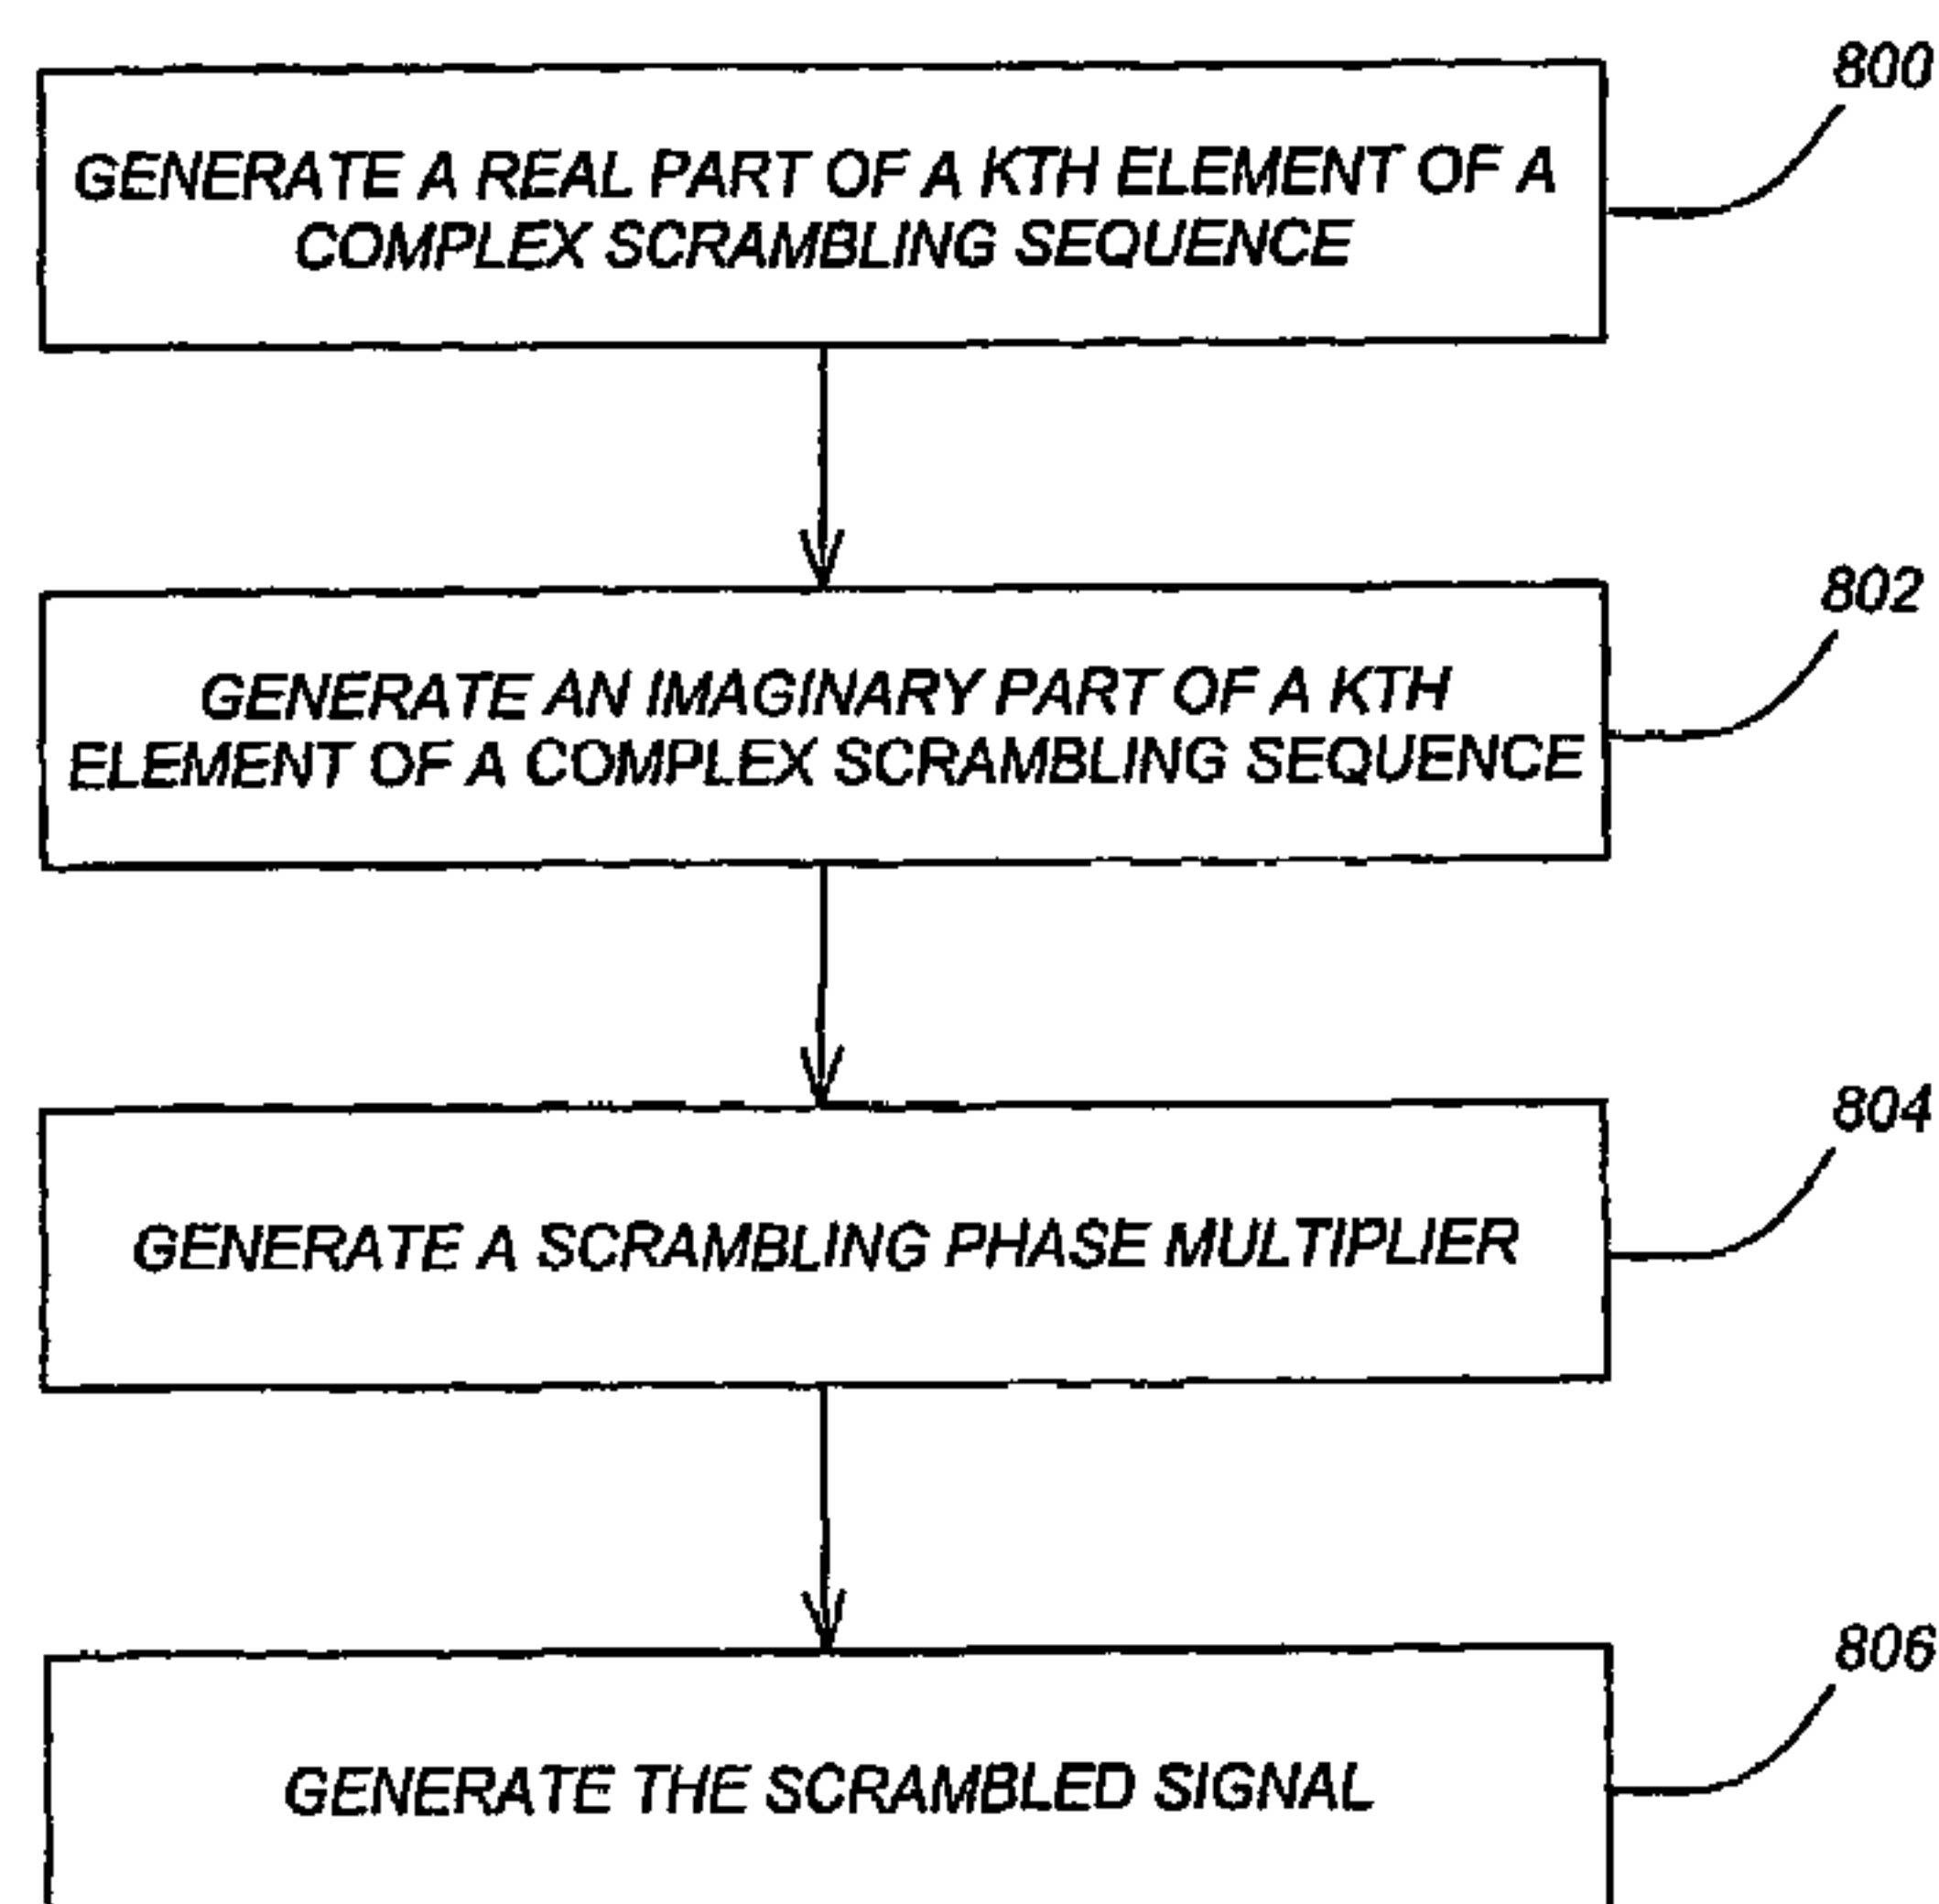 800
GENERATE A REAL PART OF A KTH ELEMENT OF A
COMPLEX SCRAMBLING SEQUENCE
802
GENERATE AN IMAGINARY PART OF A KTH
ELEMENT OF A COMPLEX SCRAMBLING SEQUENCE
804
GENERATE A SCRAMBLING PHASE MULTIPLIER
806
GENERATE THE SCRAMBLED SIGNAL